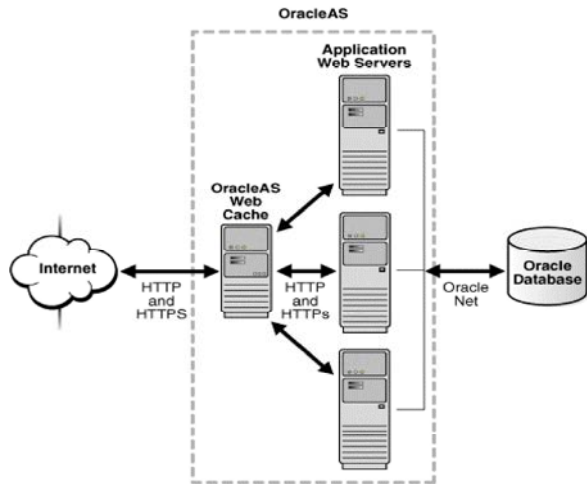 OracleAS
Application
Web Servers
OracleAS
Web
Cache
Internet
HTTP
and
HTTPS
HTTP
and
HTTPs
Oracle
Net
Oracle
Database